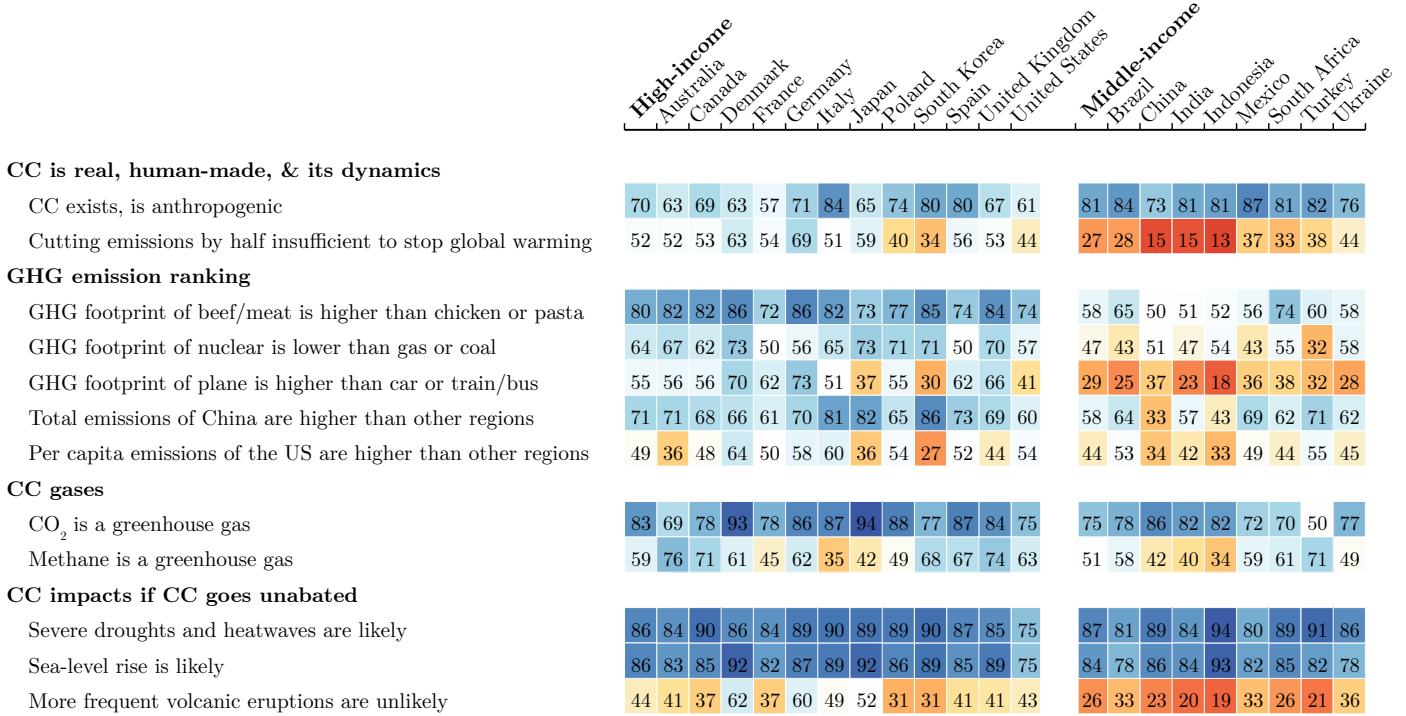 High-income
Australia
Canada
Denmark
France
Germany
Italy
Japan
Poland
South Korea
Spain
United Kingdom
United States
Middle-income
Brazil
China
India
Indonesia
Mexico
South Africa
Turkey
Ukraine
CC is real, human-made, & its dynamics
CC exists, is anthropogenic 70 63 69 63 57 71 84 65 74 80 80 67 61 81 84 73 81 81 87 81 82 76
Cutting emissions by half insufficient to stop global warming 52 52 53 63 54 69 51 59 40 34 56 53 44 27 28 15 15 13 37 33 38 44
GHG emission ranking
GHG footprint of beef/meat is higher than chicken or pasta 80 82 82 86 72 86 82 73 77 85 74 84 74 58 65 50 51 52 56 74 60 58
GHG footprint of nuclear is lower than gas or coal 64 67 62 73 50 56 65 73 71 71 50 70 57 47 43 51 47 54 43 55 32 58
GHG footprint of plane is higher than car or train/bus 55 56 56 70 62 73 51 37 55 30 62 66 41 29 25 37 23 18 36 38 32 28
Total emissions of China are higher than other regions 71 71 68 66 61 70 81 82 65 86 73 69 60 58 64 33 57 43 69 62 71 62
Per capita emissions of the US are higher than other regions 49 36 48 64 50 58 60 36 54 27 52 44 54 44 53 34 42 33 49 44 55 45
CC gases
CO₂ is a greenhouse gas 83 69 78 93 78 86 87 94 88 77 87 84 75 75 78 86 82 82 72 70 50 77
Methane is a greenhouse gas 59 76 71 61 45 62 35 42 49 68 67 74 63 51 58 42 40 34 59 61 71 49
CC impacts if CC goes unabated
Severe droughts and heatwaves are likely 86 84 90 86 84 89 90 89 89 90 87 85 75 87 81 89 84 94 80 89 91 86
Sea-level rise is likely 86 83 85 92 82 87 89 92 86 89 85 89 75 84 78 86 84 93 82 85 82 78
More frequent volcanic eruptions are unlikely 44 41 37 62 37 60 49 52 31 31 41 41 43 26 33 23 20 19 33 26 21 36